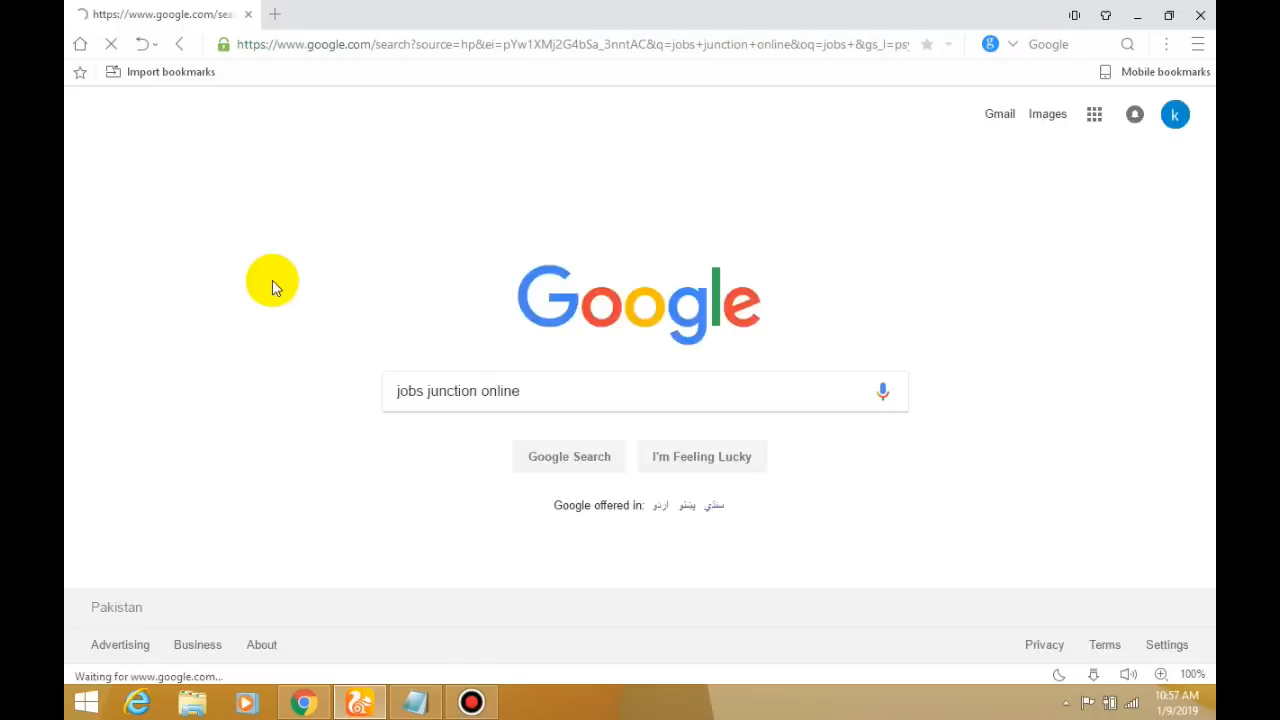 https://www.google.com/sea
https://www.google.com/search?source=hp&ei=pYw1XMj2G4bSa_3nntAC&q=jobs+junction+online&oq=jobs+&gs_l=psy
Google
Import bookmarks
Mobile bookmarks
Gmail Images
k
Google
jobs junction online
Google Search I'm Feeling Lucky
Google offered in: اردو پښتو سنڌي
Pakistan
Advertising Business About
Privacy Terms Settings
Waiting for www.google.com...
100%
10:57 AM
1/9/2019